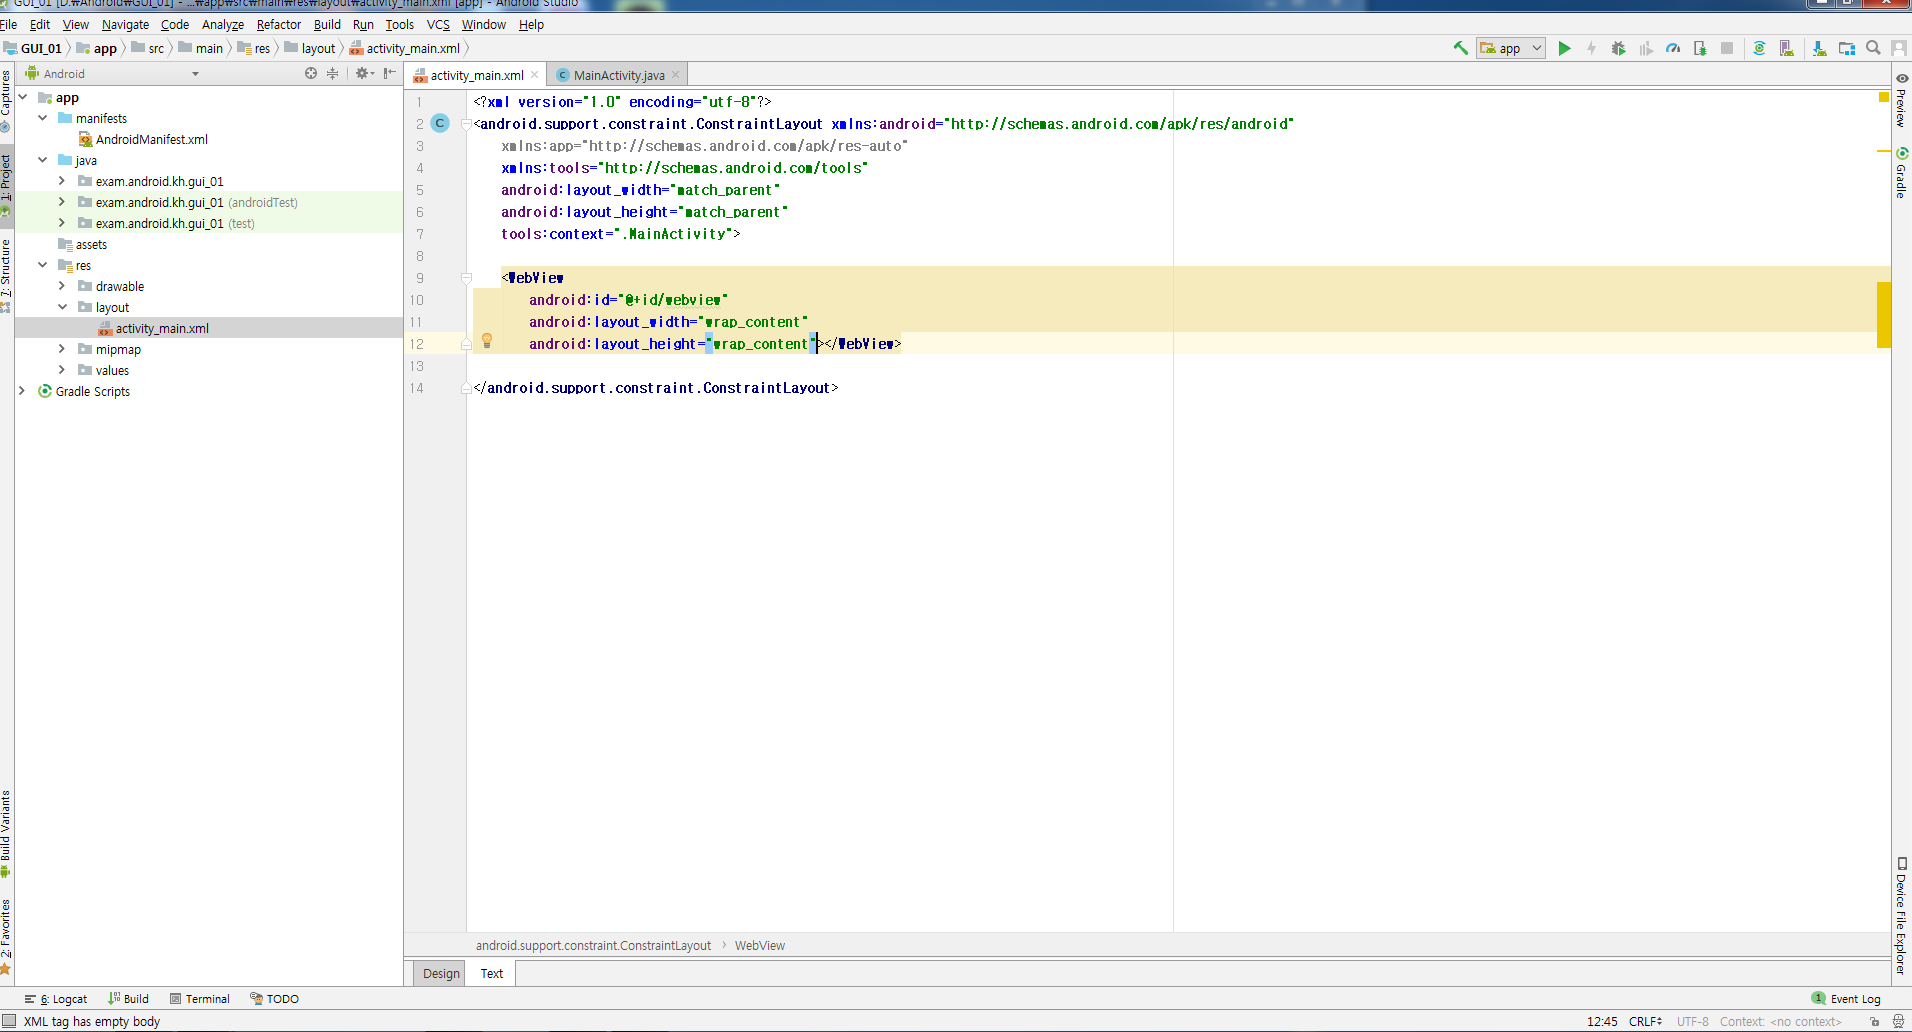 GUI_01 [D:₩Android₩GUI_01] - ...₩app₩src₩main₩res₩layout₩activity_main.xml [app] - Android Studio
File Edit View Navigate Code Analyze Refactor Build Run Tools VCS Window Help
GUI_01 app src main res layout activity_main.xml app
Android
activity_main.xml MainActivity.java
app
manifests
AndroidManifest.xml
java
exam.android.kh.gui_01
exam.android.kh.gui_01 (androidTest)
exam.android.kh.gui_01 (test)
assets
res
drawable
layout
activity_main.xml
mipmap
values
Gradle Scripts
Captures
1: Project
7: Structure
Build Variants
2: Favorites
1 <?xml version="1.0" encoding="utf-8"?>
2 <android.support.constraint.ConstraintLayout xmlns:android="http://schemas.android.com/apk/res/android"
3 xmlns:app="http://schemas.android.com/apk/res-auto"
4 xmlns:tools="http://schemas.android.com/tools"
5 android:layout_width="match_parent"
6 android:layout_height="match_parent"
7 tools:context=".MainActivity">
8
9 <WebView
10 android:id="@+id/webview"
11 android:layout_width="wrap_content"
12 android:layout_height="wrap_content"></WebView>
13
14 </android.support.constraint.ConstraintLayout>
Preview
Gradle
Device File Explorer
android.support.constraint.ConstraintLayout › WebView
Design Text
6: Logcat Build Terminal TODO 1 Event Log
XML tag has empty body 12:45 CRLF UTF-8 Context: <no context>